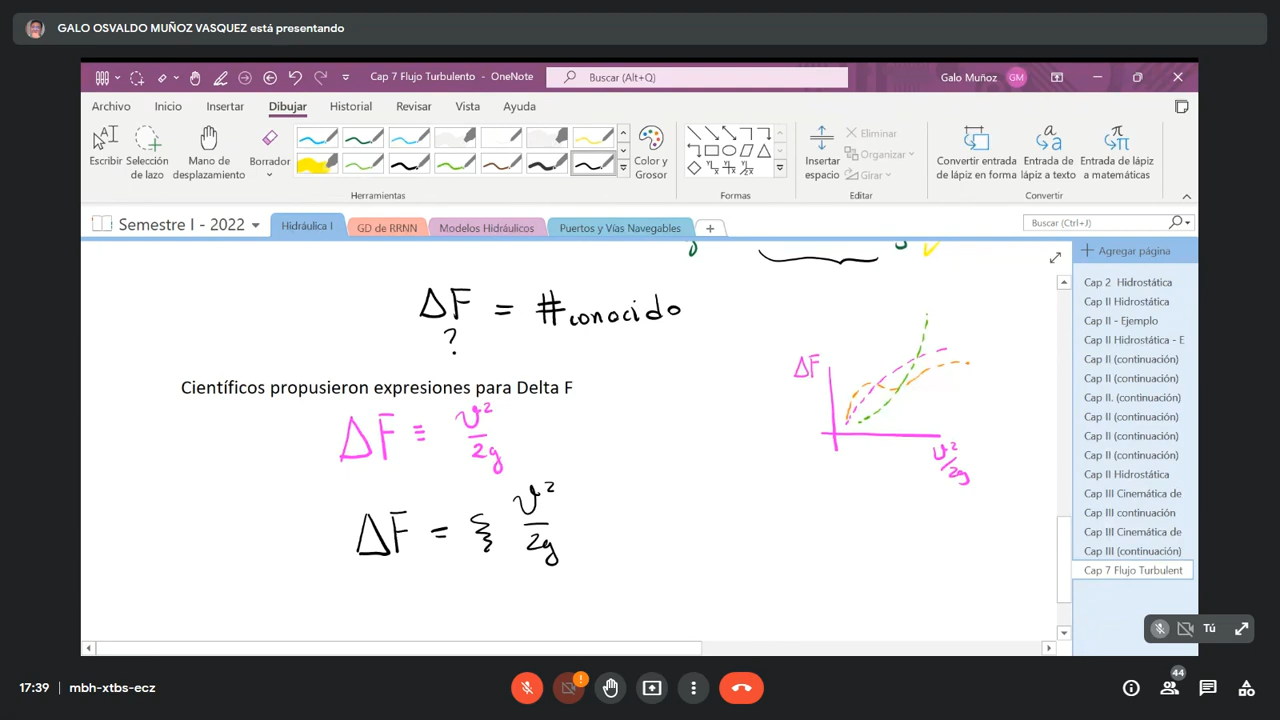 GALO OSVALDO MUÑOZ VASQUEZ está presentando
Cap 7 Flujo Turbulento - OneNote
Buscar (Alt+Q)
Galo Muñoz
GM
Archivo
Inicio
Insertar
Dibujar
Historial
Revisar
Vista
Ayuda
Escribir
Selección de lazo
Mano de desplazamiento
Borrador
Color y Grosor
Insertar espacio
Eliminar
Organizar
Girar
Convertir entrada de lápiz en forma
Entrada de lápiz a texto
Entrada de lápiz a matemáticas
Herramientas
Formas
Editar
Convertir
Semestre I - 2022
Hidráulica I
GD de RRNN
Modelos Hidráulicos
Puertos y Vías Navegables
Buscar (Ctrl+J)
Agregar página
Cap 2 Hidrostática
Cap II Hidrostática
Cap II - Ejemplo
Cap II Hidrostática - E
Cap II (continuación)
Cap II (continuación)
Cap II. (continuación)
Cap II (continuación)
Cap II (continuación)
Cap II (continuación)
Cap II Hidrostática
Cap III Cinemática de
Cap III continuación
Cap III Cinemática de
Cap III (continuación)
Cap 7 Flujo Turbulent
ΔF = #conocido
?
Científicos propusieron expresiones para Delta F
ΔF ≡ v²/2g
ΔF = ξ v²/2g
ΔF
v²/2g
Tú
17:39
mbh-xtbs-ecz
44